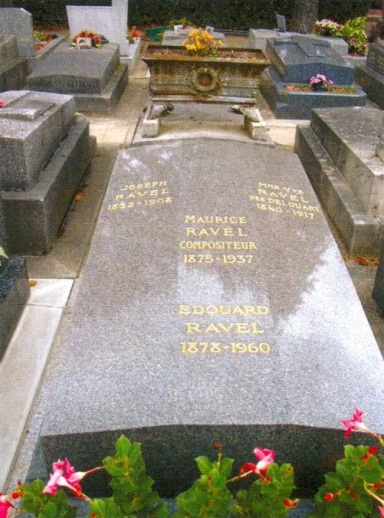 JOSEPH
RAVEL
1832-1908
MME VVE
RAVEL
NÉE DELOUART
1840-1917
MAURICE
RAVEL
COMPOSITEUR
1875-1937
EDOUARD
RAVEL
1878-1960